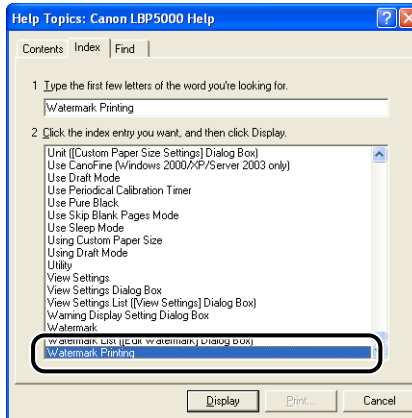 Help Topics: Canon LBP5000 Help
Contents Index Find
1 Type the first few letters of the word you're looking for.
Watermark Printing
2 Click the index entry you want, and then click Display.
Unit ([Custom Paper Size Settings] Dialog Box)
Use CanoFine (Windows 2000/XP/Server 2003 only)
Use Draft Mode
Use Periodical Calibration Timer
Use Pure Black
Use Skip Blank Pages Mode
Use Sleep Mode
Using Custom Paper Size
Using Draft Mode
Utility
View Settings
View Settings Dialog Box
View Settings List ([View Settings] Dialog Box)
Warning Display Setting Dialog Box
Watermark
Watermark List ([Edit Watermark] Dialog Box)
Watermark Printing
Display Print... Cancel